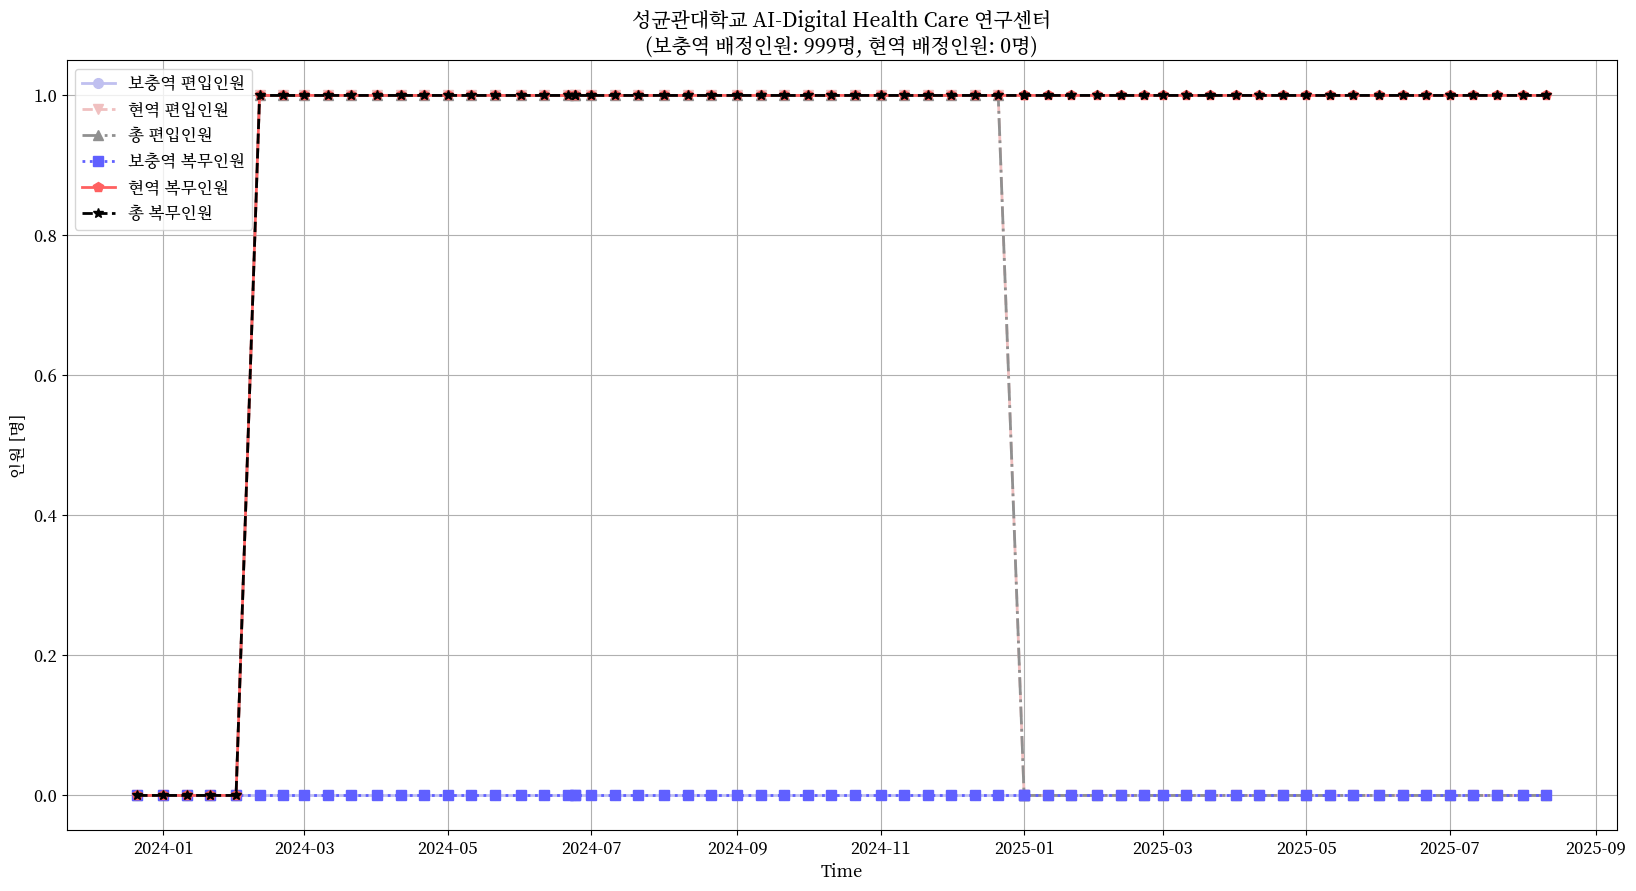 성균관대학교 AI-Digital Health Care 연구센터
(보충역 배정인원: 999명, 현역 배정인원: 0명)
보충역 편입인원
현역 편입인원
총 편입인원
보충역 복무인원
현역 복무인원
총 복무인원
인원 [명]
1.0
0.8
0.6
0.4
0.2
0.0
2024-01 2024-03 2024-05 2024-07 2024-09 2024-11 2025-01 2025-03 2025-05 2025-07 2025-09
Time